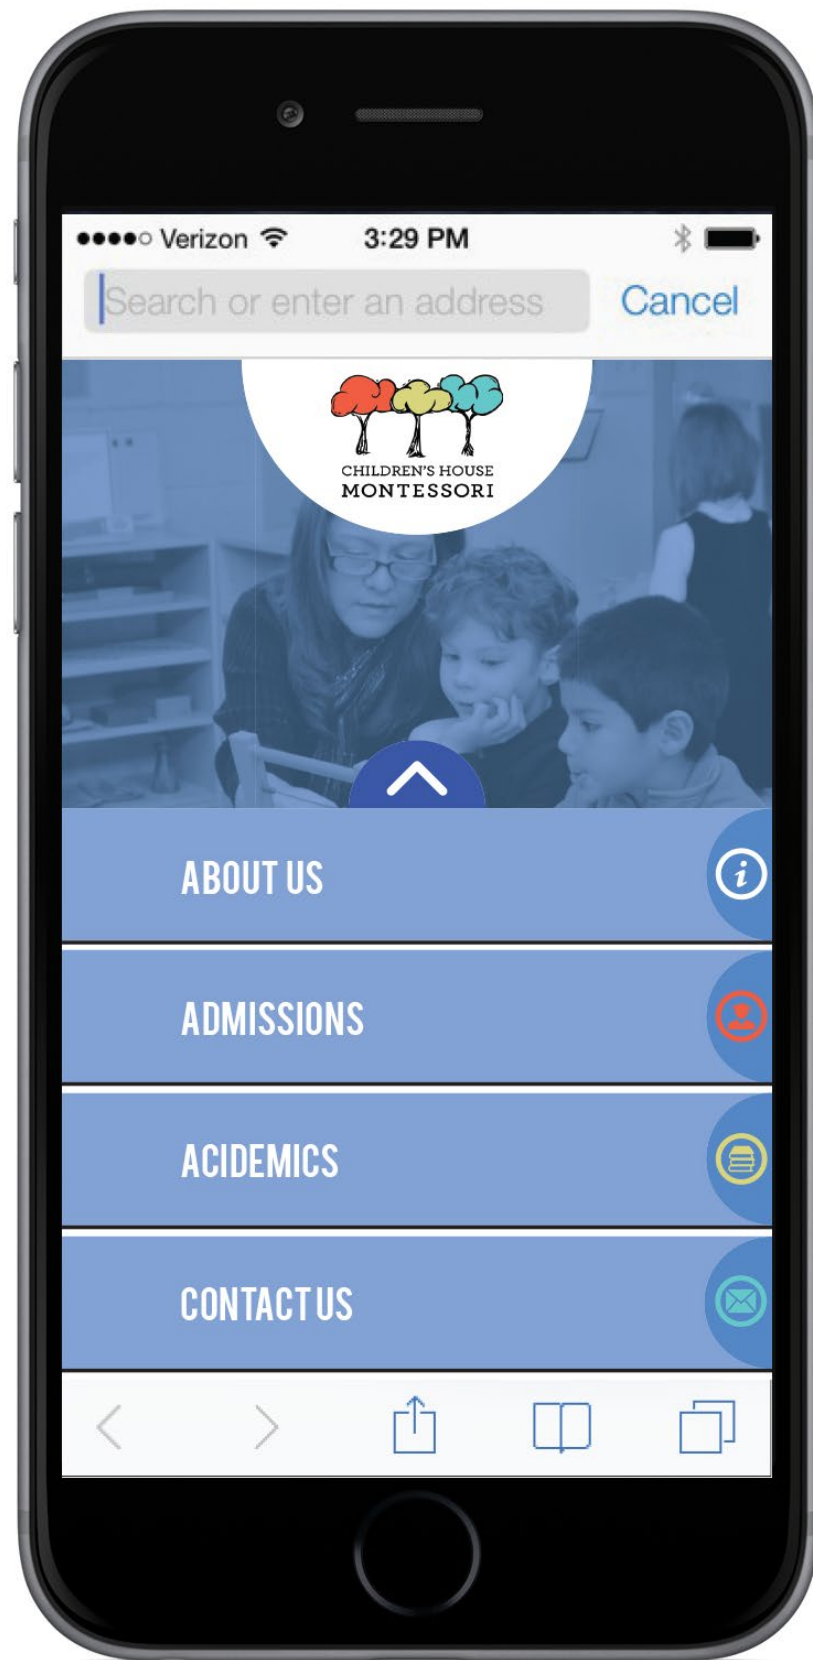 Verizon 3:29 PM
Search or enter an address Cancel
CHILDREN'S HOUSE
MONTESSORI
ABOUT US
ADMISSIONS
ACIDEMICS
CONTACT US